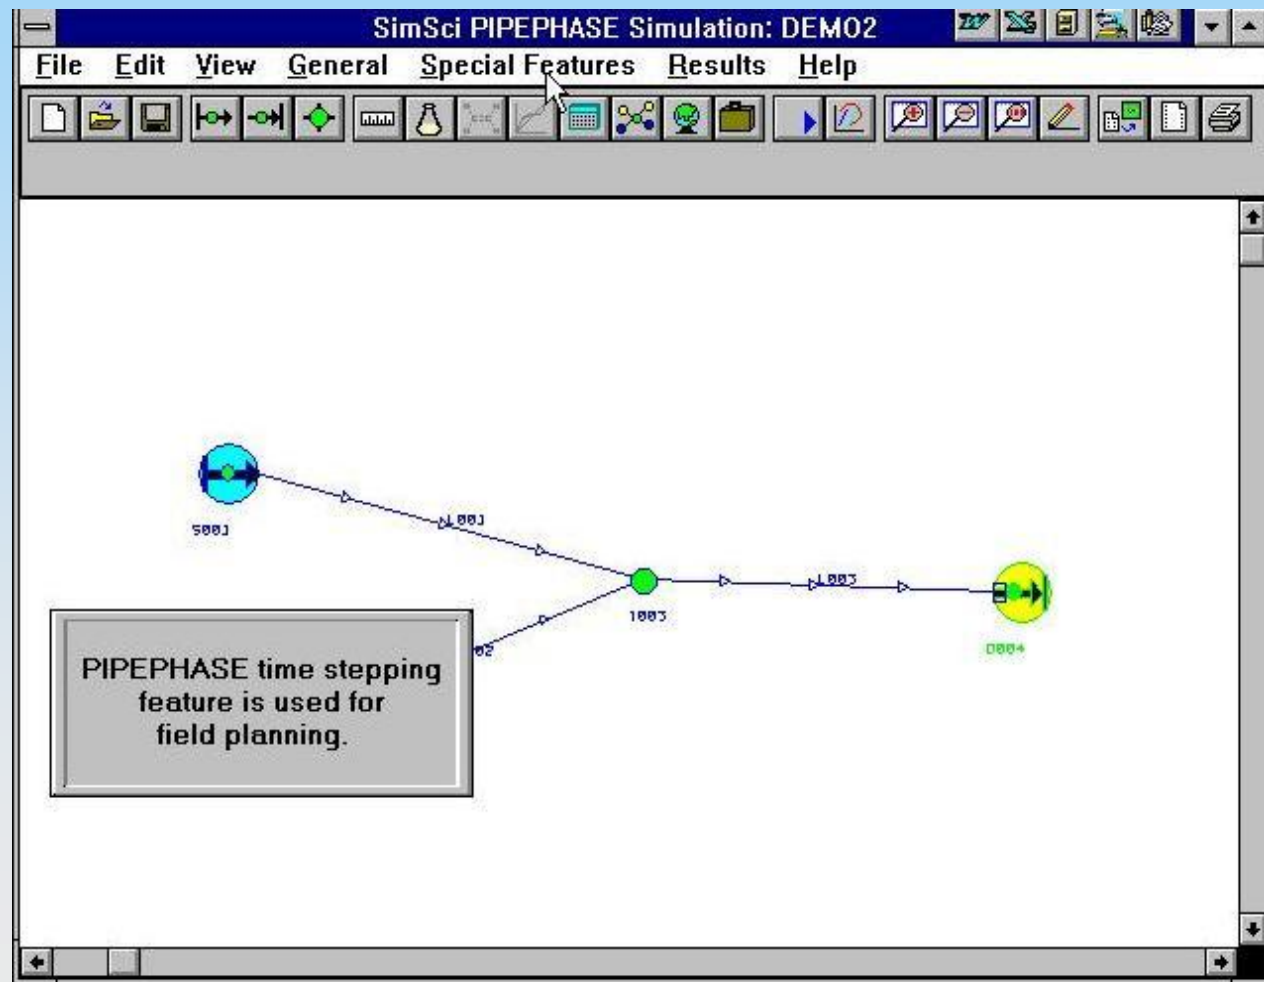 SimSci PIPEPHASE Simulation: DEMO2
File Edit View General Special Features Results Help
S001
L001
L003
1003
D004
02
PIPEPHASE time stepping
feature is used for
field planning.